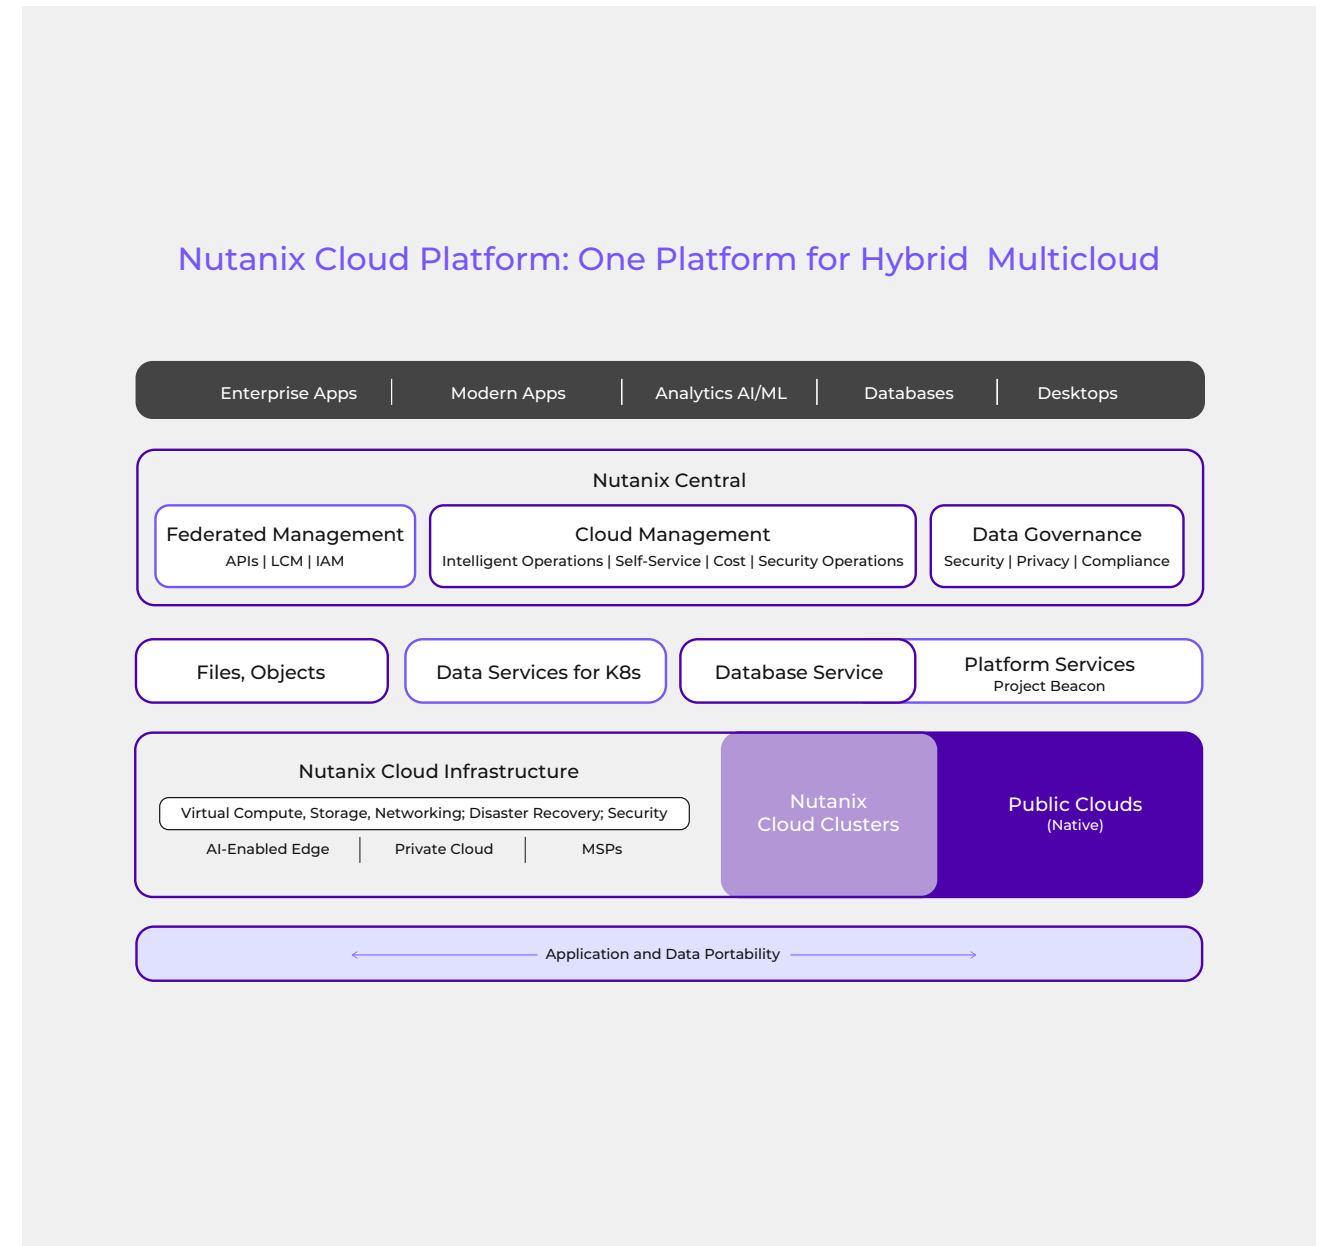 Nutanix Cloud Platform: One Platform for Hybrid  Multicloud
Enterprise Apps | Modern Apps | Analytics AI/ML | Databases | Desktops
Nutanix Central
Federated Management
APIs | LCM | IAM
Cloud Management
Intelligent Operations | Self-Service | Cost | Security Operations
Data Governance
Security | Privacy | Compliance
Files, Objects
Data Services for K8s
Database Service
Platform Services
Project Beacon
Nutanix Cloud Infrastructure
Virtual Compute, Storage, Networking; Disaster Recovery; Security
AI-Enabled Edge | Private Cloud | MSPs
Nutanix
Cloud Clusters
Public Clouds
(Native)
Application and Data Portability